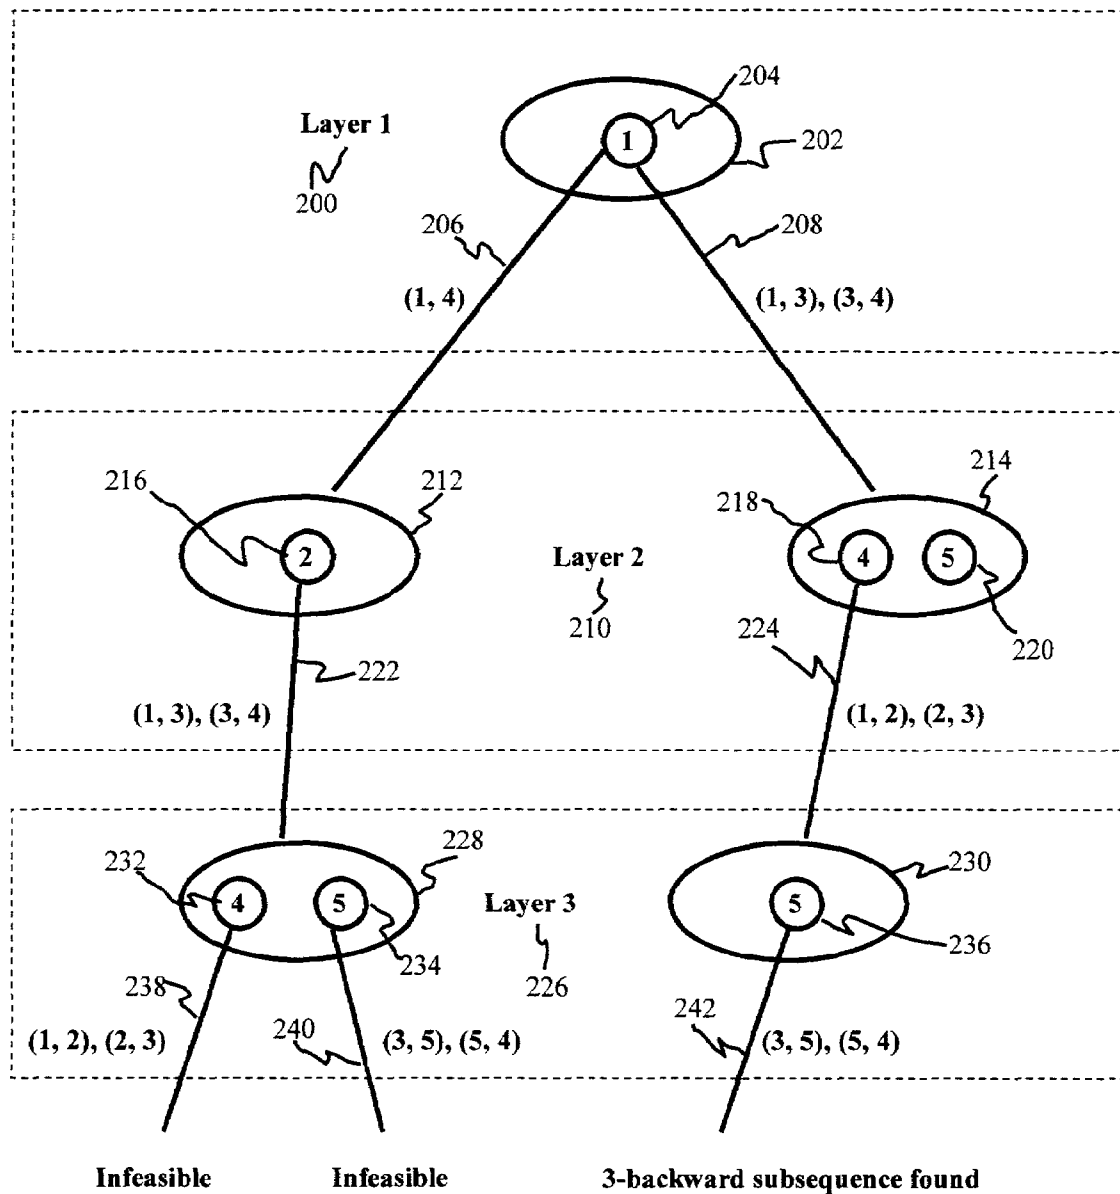 204
Layer 1
1
202
200
206
208
(1, 4)
(1, 3), (3, 4)
216
212
218
214
2
Layer 2
4
5
210
224
220
222
(1, 3), (3, 4)
(1, 2), (2, 3)
232
228
230
4
5
Layer 3
5
234
236
238
226
240
242
(1, 2), (2, 3)
(3, 5), (5, 4)
(3, 5), (5, 4)
Infeasible
Infeasible
3-backward subsequence found